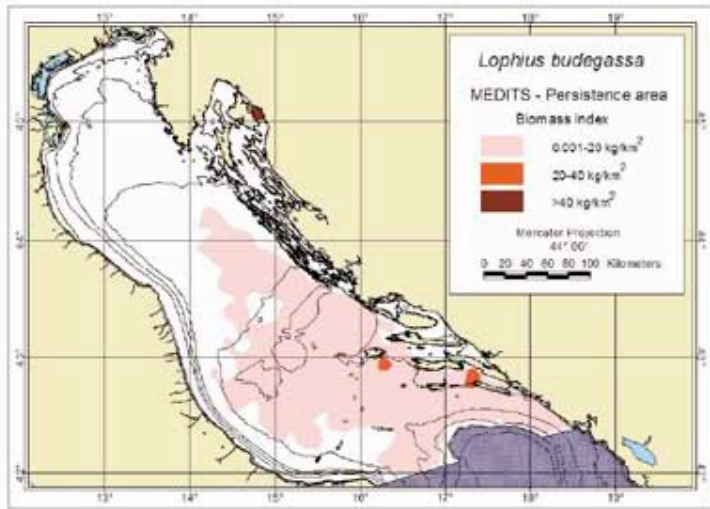 Lophius budegassa
MEDITS - Persistence area
Biomass Index
0.001-20 kg/km²
20-40 kg/km²
>40 kg/km²
Mercator Projection
44° 00'
0 20 40 60 80 100 Kilometers
13° 14° 15° 16° 17° 18° 19°